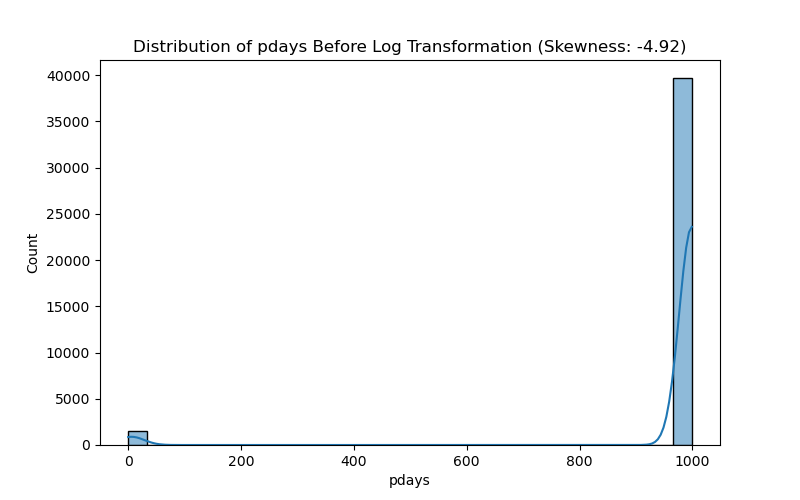 Distribution of pdays Before Log Transformation (Skewness: -4.92)
40000
35000
30000
25000
20000
15000
10000
5000
0
Count
0 200 400 600 800 1000
pdays